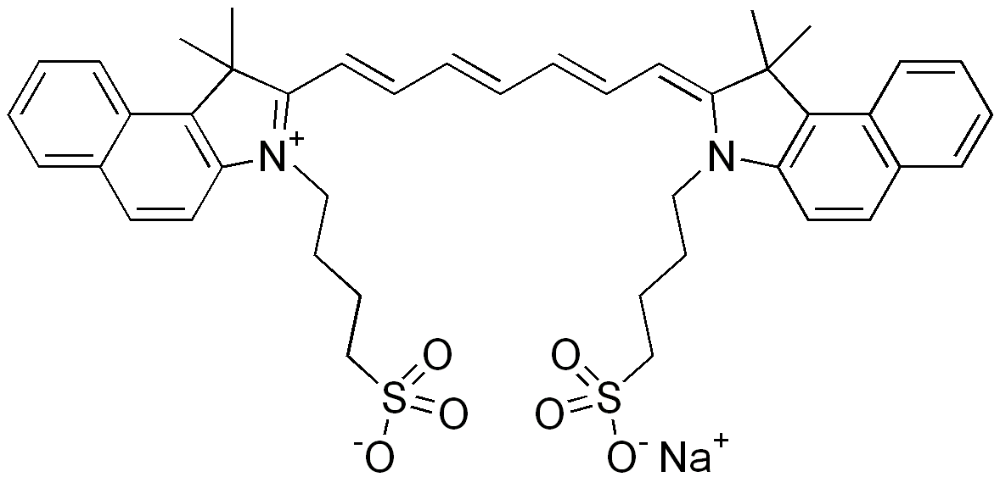 N+ N
O O
S O O S
-O O- Na+